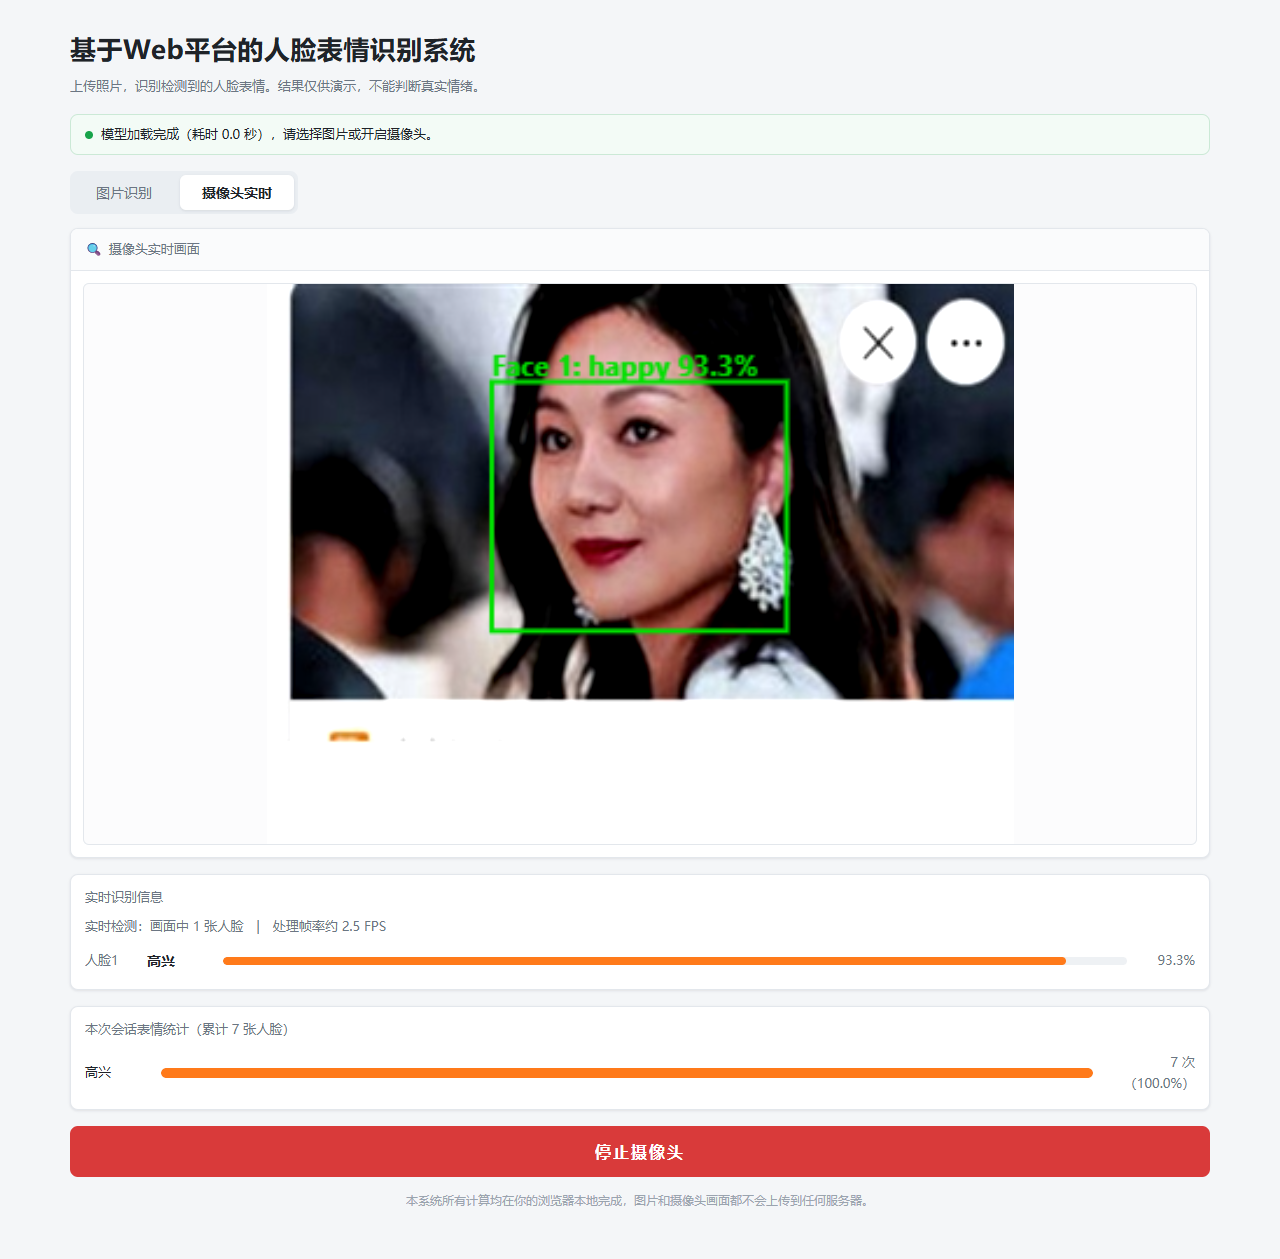 基于Web平台的人脸表情识别系统
上传照片，识别检测到的人脸表情。结果仅供演示，不能判断真实情绪。
模型加载完成（耗时 0.0 秒），请选择图片或开启摄像头。
图片识别 摄像头实时
摄像头实时画面
Face 1: happy 93.3%
实时识别信息
实时检测：画面中 1 张人脸 | 处理帧率约 2.5 FPS
人脸1 高兴 93.3%
本次会话表情统计（累计 7 张人脸）
高兴 7 次
（100.0%）
停止摄像头
本系统所有计算均在你的浏览器本地完成，图片和摄像头画面都不会上传到任何服务器。